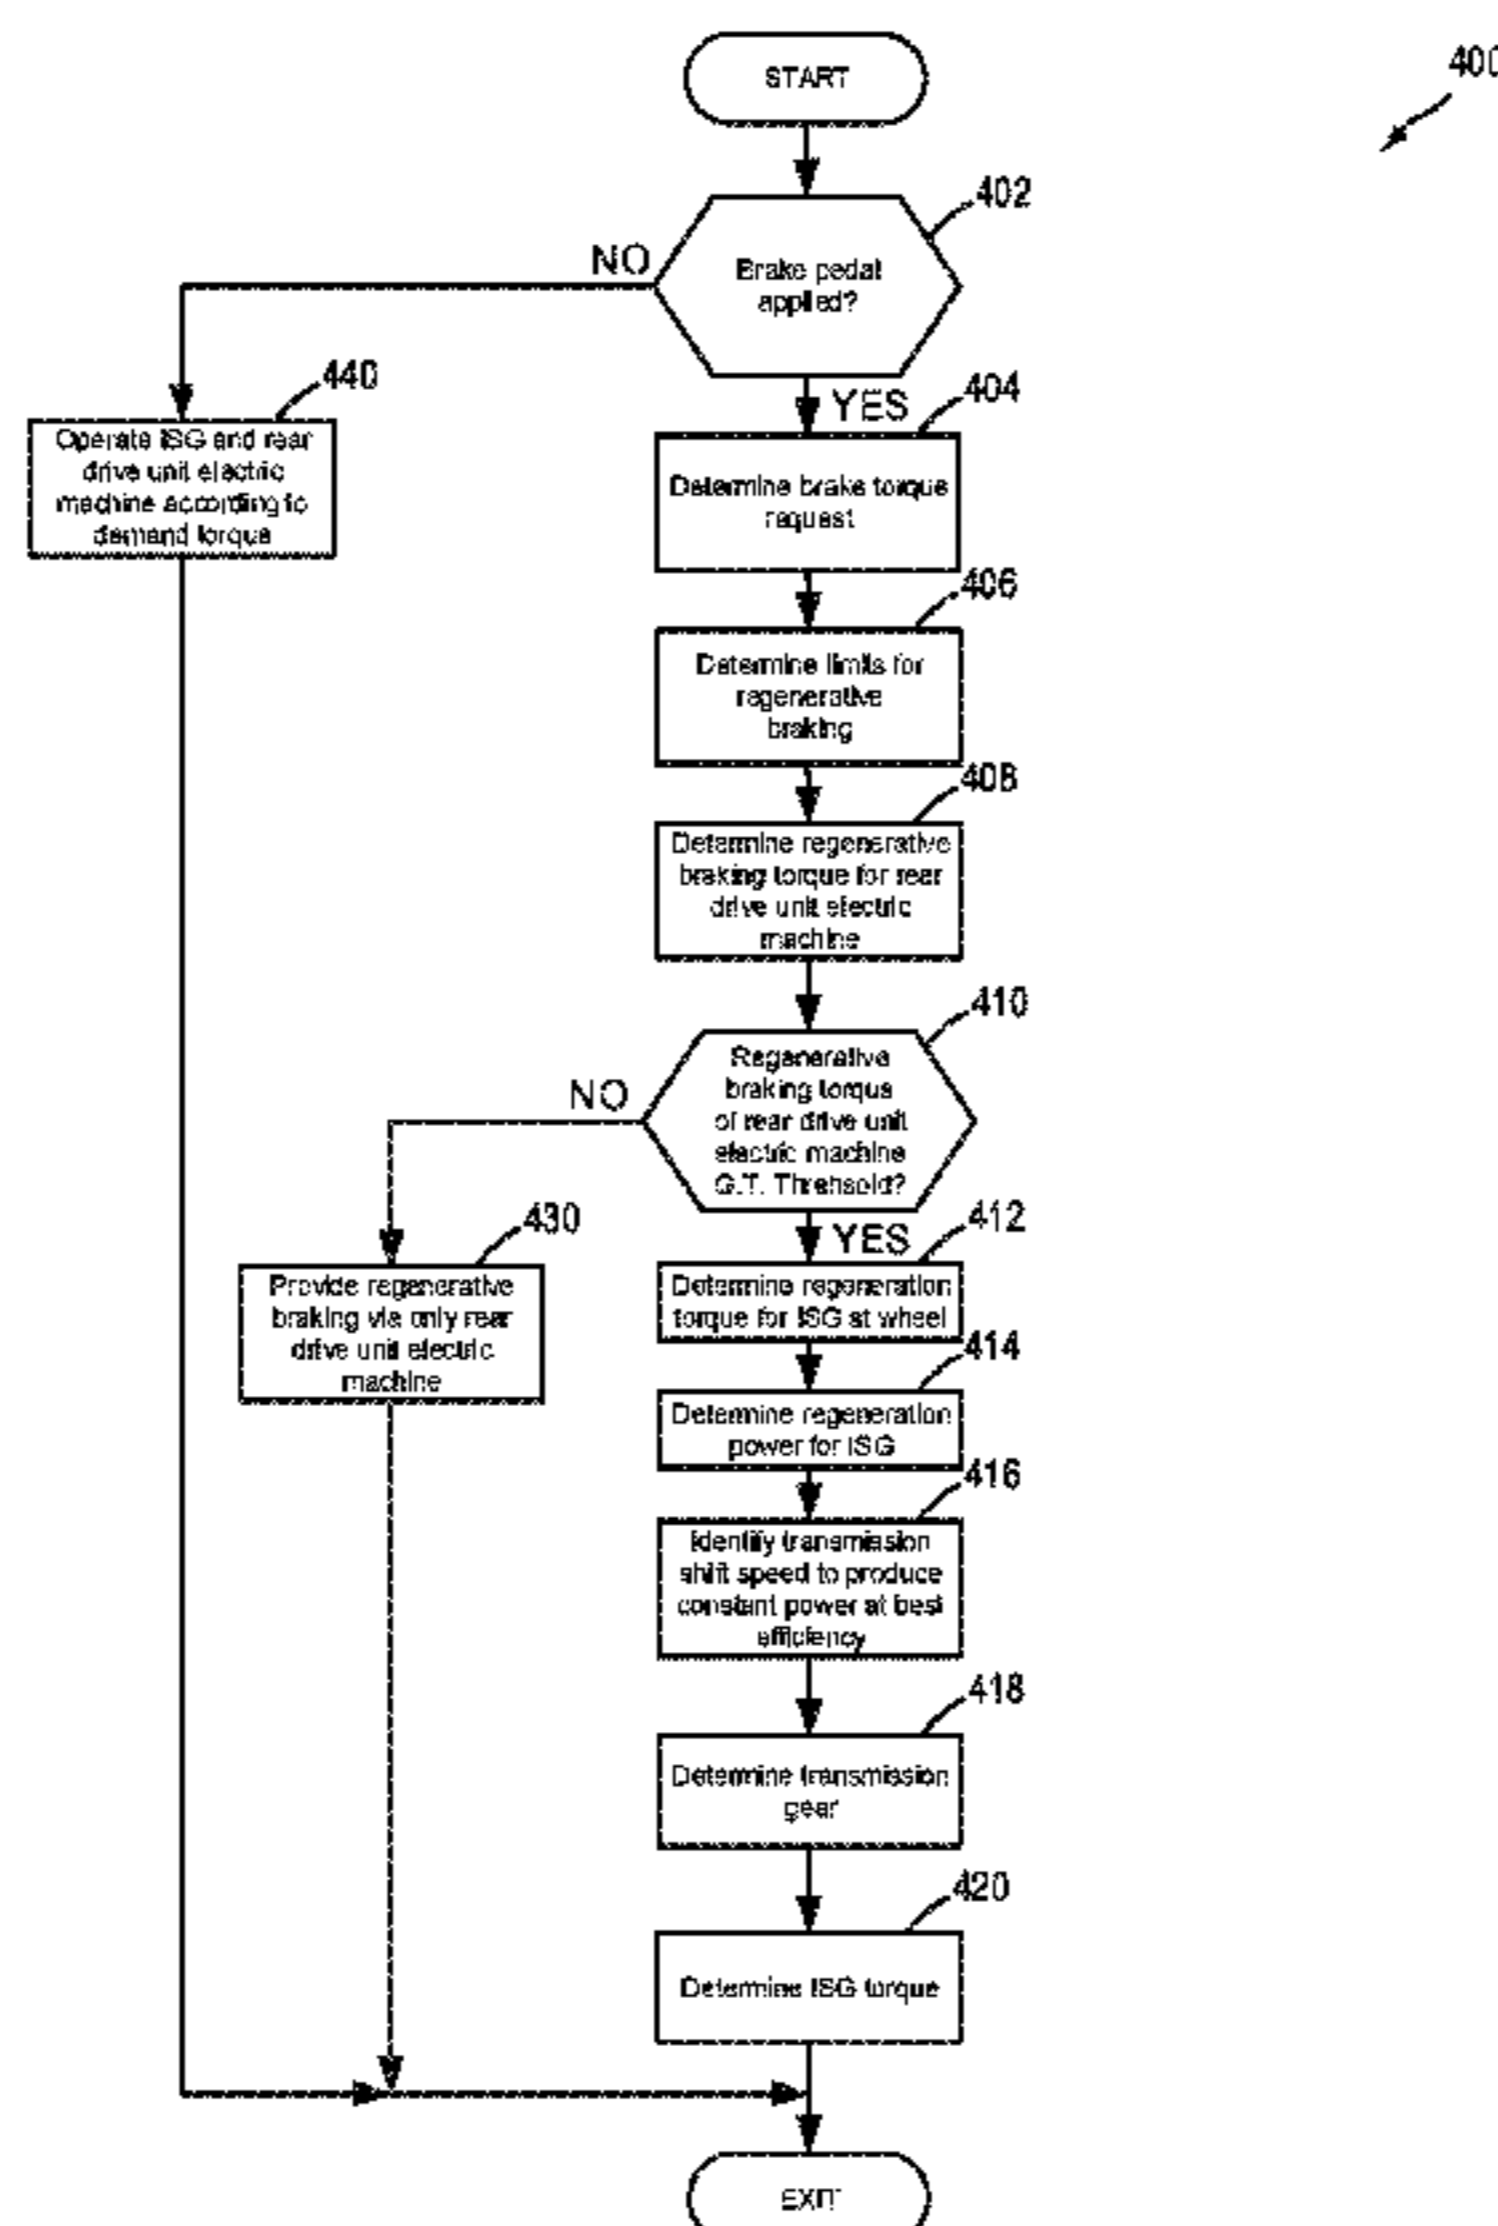 START
400
402
NO
Brake pedal
applied?
440
YES
404
Operate ISG and rear
drive unit electric
machine according to
demand torque
Determine brake torque
request
406
Determine limits for
regenerative
braking
408
Determine regenerative
braking torque for rear
drive unit electric
machine
410
NO
Regenerative
braking torque
of rear drive unit
electric machine
G.T. Threhsold?
430
YES
412
Provide regenerative
braking via only rear
drive unit electric
machine
Determine regeneration
torque for ISG at wheel
414
Determine regeneration
power for ISG
416
Identify transmission
shift speed to produce
constant power at best
efficiency
418
Determine transmission
gear
420
Determine ISG torque
EXIT